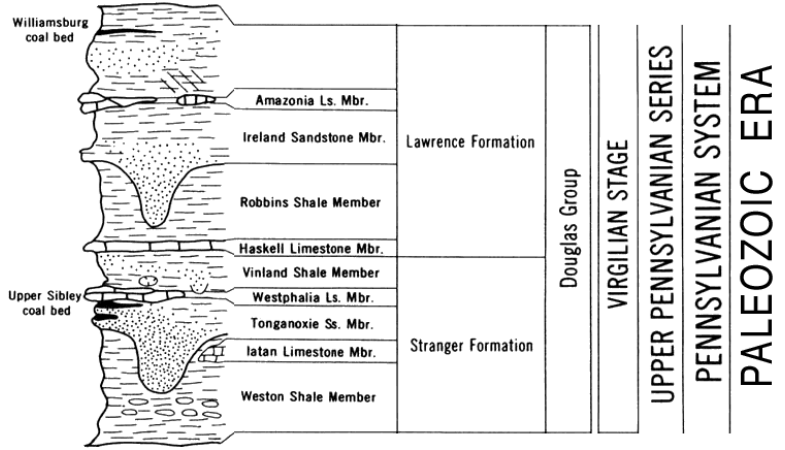 Williamsburg
coal bed
Amazonia Ls. Mbr.
Ireland Sandstone Mbr.
Robbins Shale Member
Haskell Limestone Mbr.
Vinland Shale Member
Upper Sibley
coal bed
Westphalia Ls. Mbr.
Tonganoxie Ss. Mbr.
Iatan Limestone Mbr.
Weston Shale Member
Lawrence Formation
Stranger Formation
Douglas Group
VIRGILIAN STAGE
UPPER PENNSYLVANIAN SERIES
PENNSYLVANIAN SYSTEM
PALEOZOIC ERA